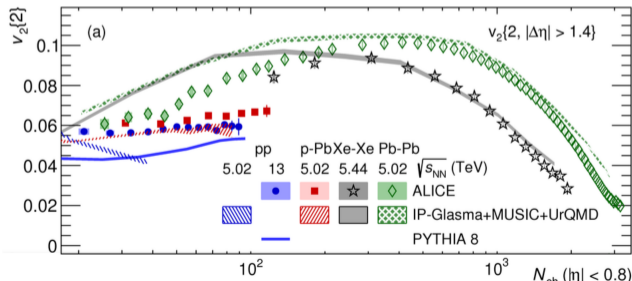 v₂{2}
(a)
v₂{2, |Δη| > 1.4}
0.1
0.08
0.06
0.04
0.02
0
pp p-Pb Xe-Xe Pb-Pb
5.02 13 5.02 5.44 5.02 √s_NN (TeV)
ALICE
IP-Glasma+MUSIC+UrQMD
PYTHIA 8
10² 10³
N_ch (|η| < 0.8)